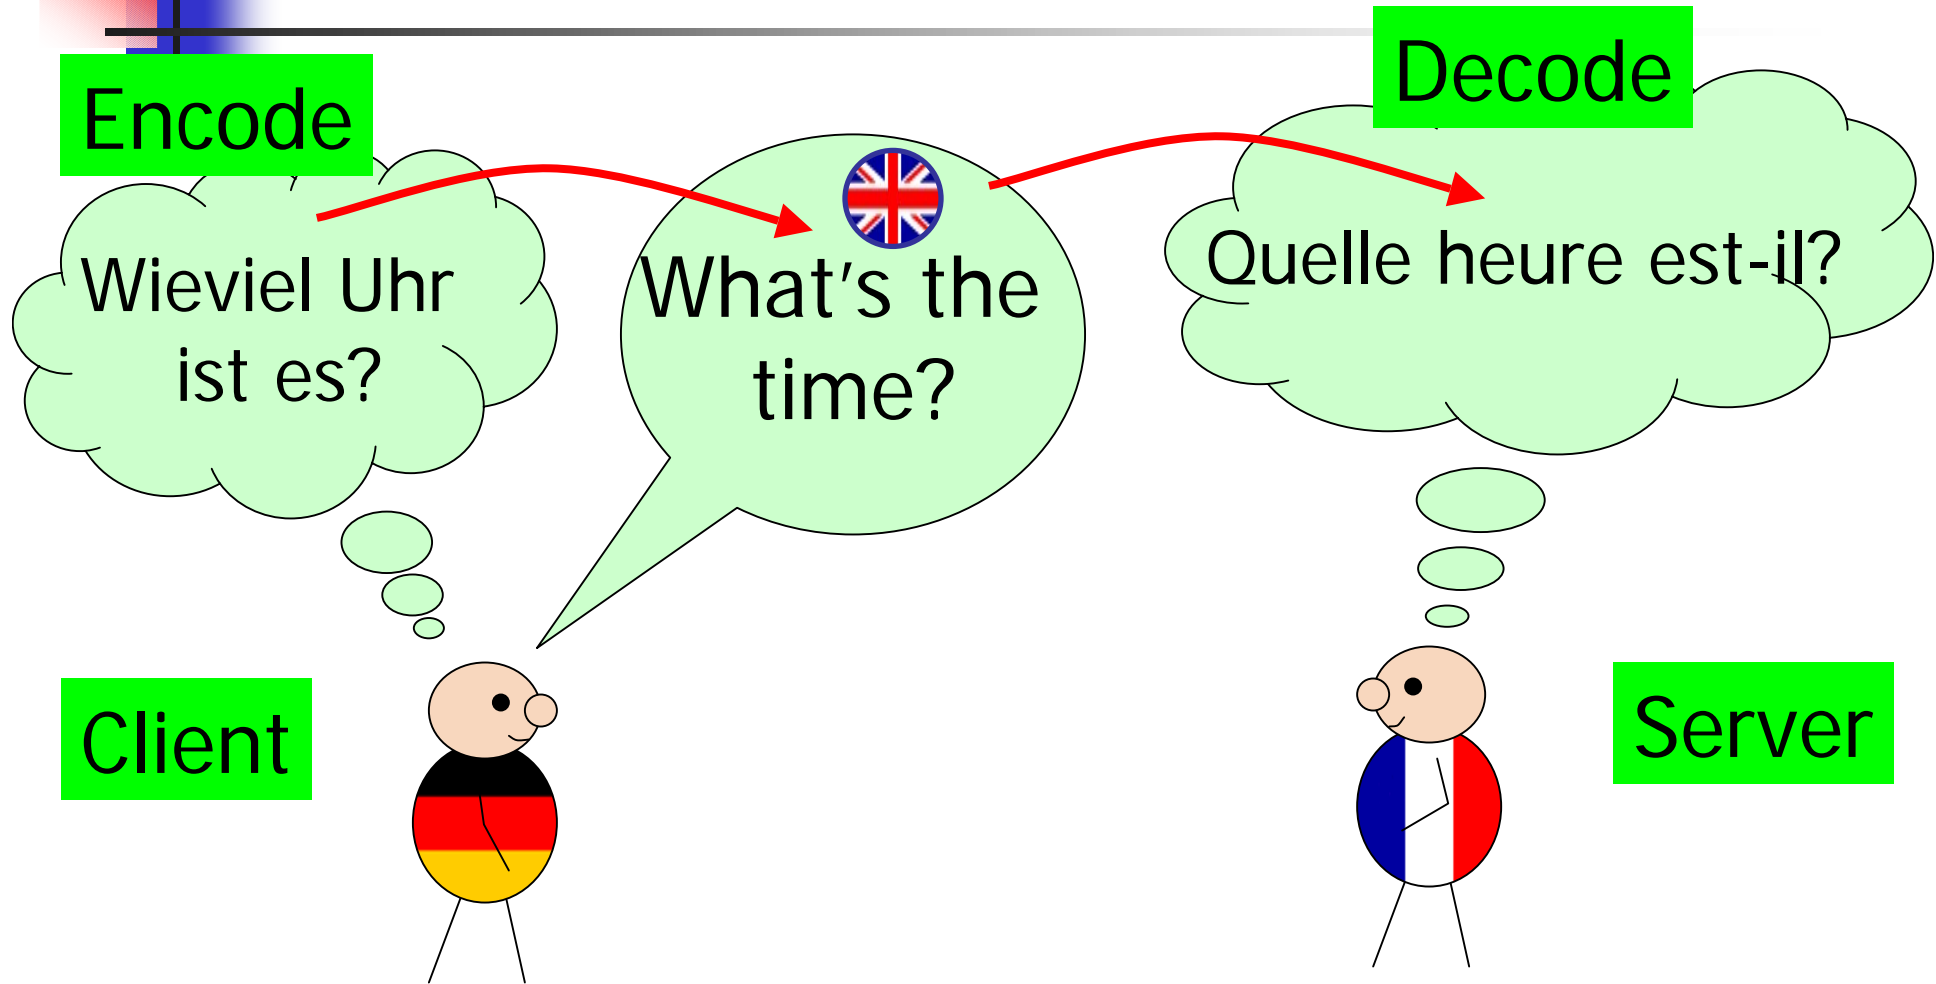 Encode
Decode
Wieviel Uhr
ist es?
What's the
time?
Quelle heure est-il?
Client
Server